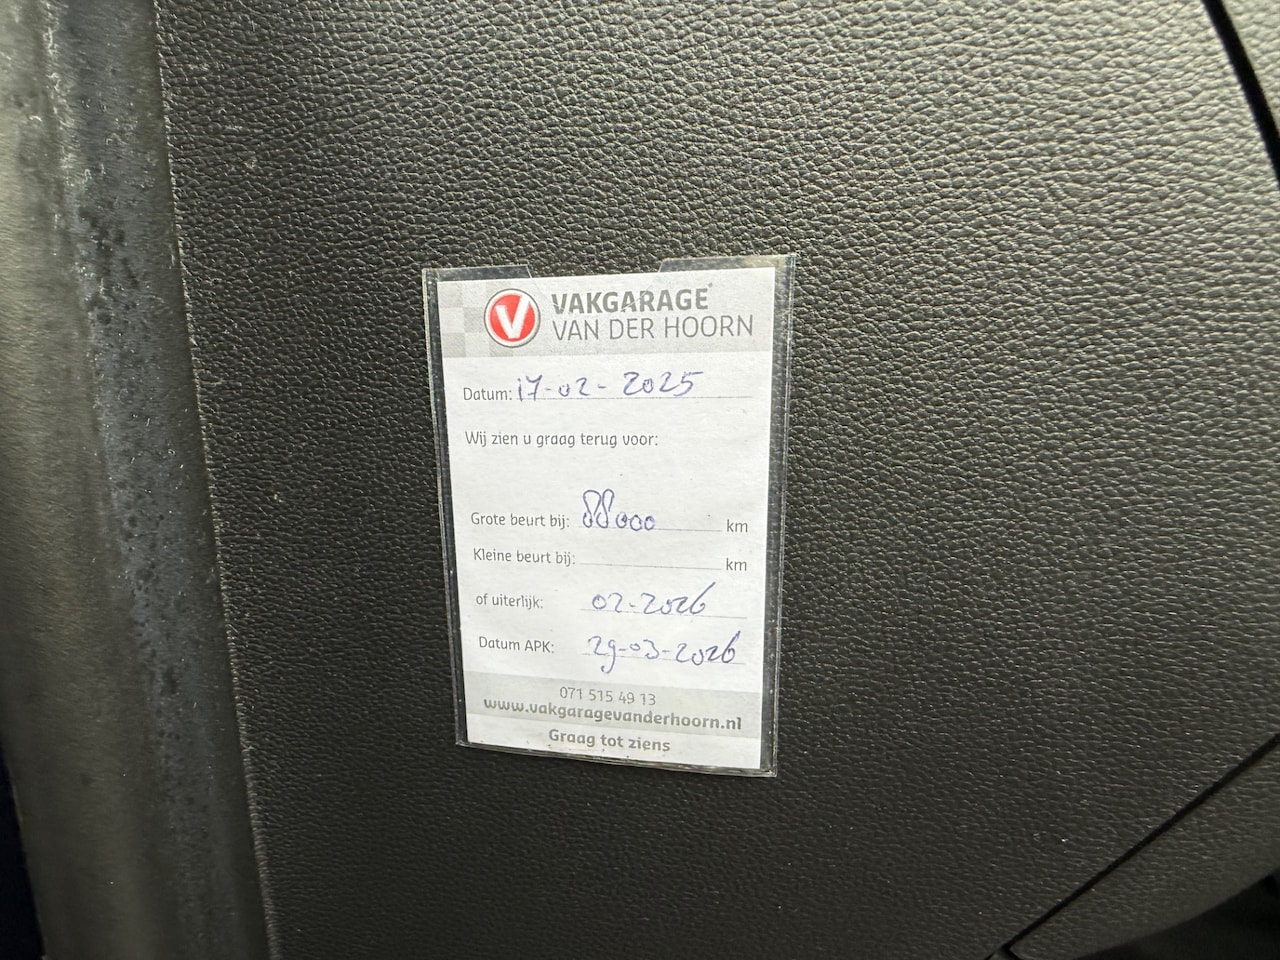 V
VAKGARAGE
VAN DER HOORN
Datum: 17-02-2025
Wij zien u graag terug voor:
Grote beurt bij: 88000 km
Kleine beurt bij: km
of uiterlijk: 02-2026
Datum APK: 29-03-2026
071 515 49 13
www.vakgaragevanderhoorn.nl
Graag tot ziens